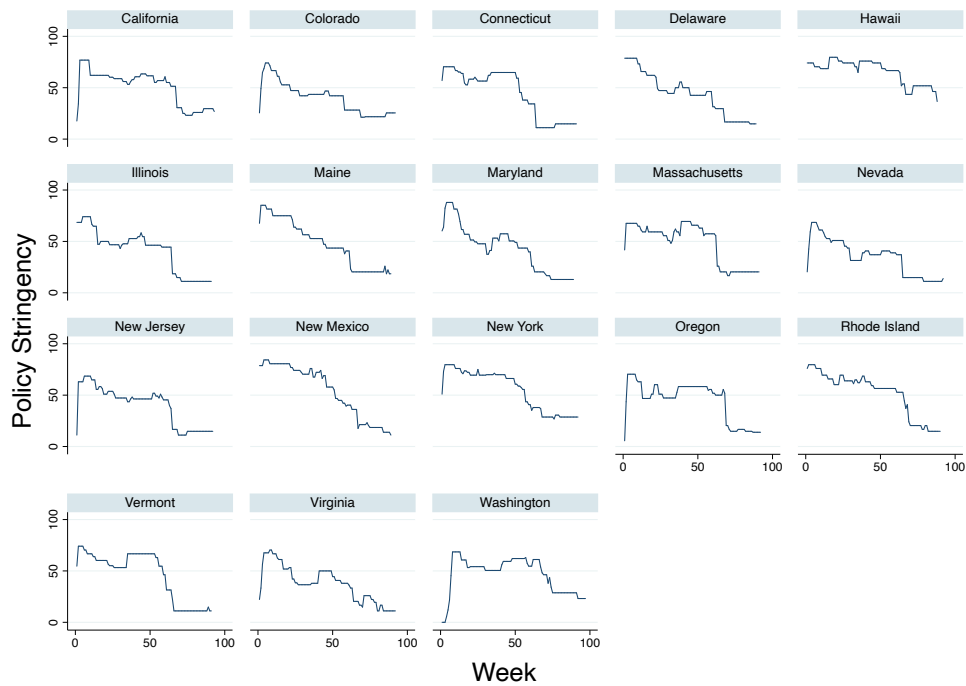 California Colorado Connecticut Delaware Hawaii
0 50 100
Illinois Maine Maryland Massachusetts Nevada
0 50 100
New Jersey New Mexico New York Oregon Rhode Island
0 50 100
0 50 100 0 50 100
Vermont Virginia Washington
0 50 100
0 50 100 0 50 100 0 50 100
Policy Stringency
Week